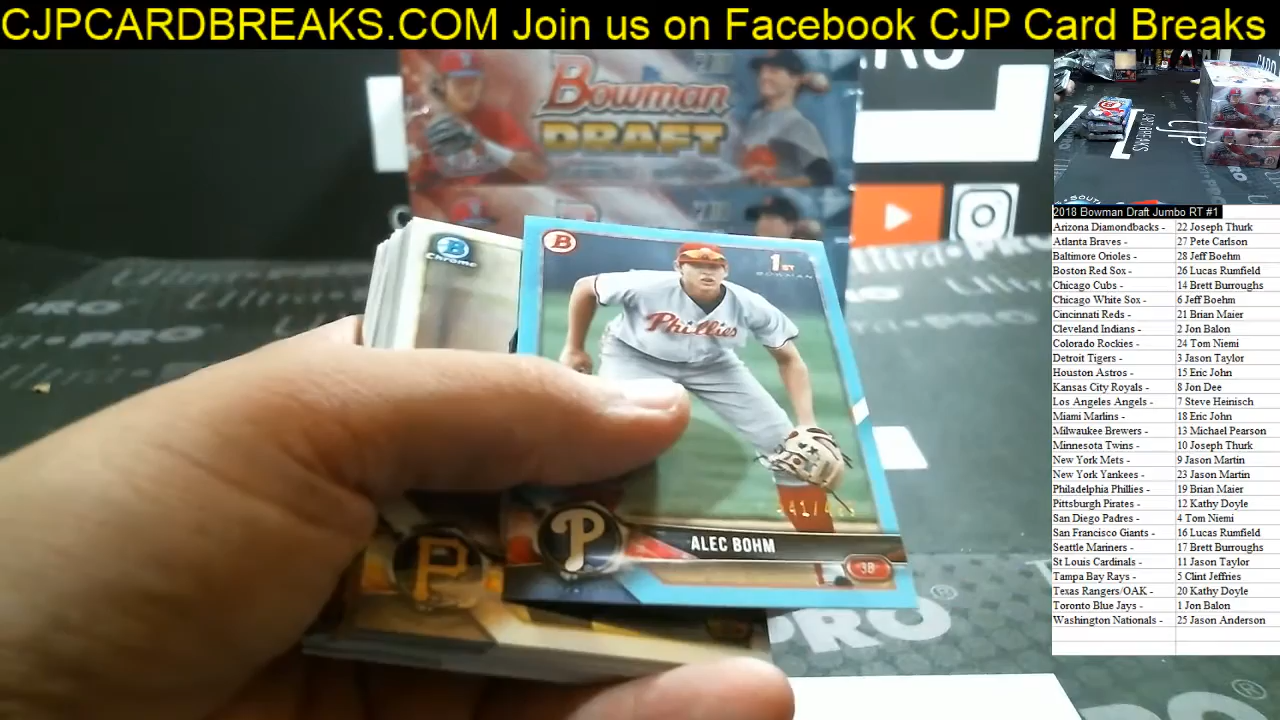 CJPCARDBREAKS.COM Join us on Facebook CJP Card Breaks
Bowman
DRAFT
B
Chrome
B
1ST
BOWMAN
Phillies
P
P
ALEC BOHM
3B
PRO
CARD BREAKS
CJP
2018 Bowman Draft Jumbo RT #1
Arizona Diamondbacks - 22 Joseph Thurk
Atlanta Braves - 27 Pete Carlson
Baltimore Orioles - 28 Jeff Boehm
Boston Red Sox - 26 Lucas Rumfield
Chicago Cubs - 14 Brett Burroughs
Chicago White Sox - 6 Jeff Boehm
Cincinnati Reds - 21 Brian Maier
Cleveland Indians - 2 Jon Balon
Colorado Rockies - 24 Tom Niemi
Detroit Tigers - 3 Jason Taylor
Houston Astros - 15 Eric John
Kansas City Royals - 8 Jon Dee
Los Angeles Angels - 7 Steve Heinisch
Miami Marlins - 18 Eric John
Milwaukee Brewers - 13 Michael Pearson
Minnesota Twins - 10 Joseph Thurk
New York Mets - 9 Jason Martin
New York Yankees - 23 Jason Martin
Philadelphia Phillies - 19 Brian Maier
Pittsburgh Pirates - 12 Kathy Doyle
San Diego Padres - 4 Tom Niemi
San Francisco Giants - 16 Lucas Rumfield
Seattle Mariners - 17 Brett Burroughs
St Louis Cardinals - 11 Jason Taylor
Tampa Bay Rays - 5 Clint Jeffries
Texas Rangers/OAK - 20 Kathy Doyle
Toronto Blue Jays - 1 Jon Balon
Washington Nationals - 25 Jason Anderson